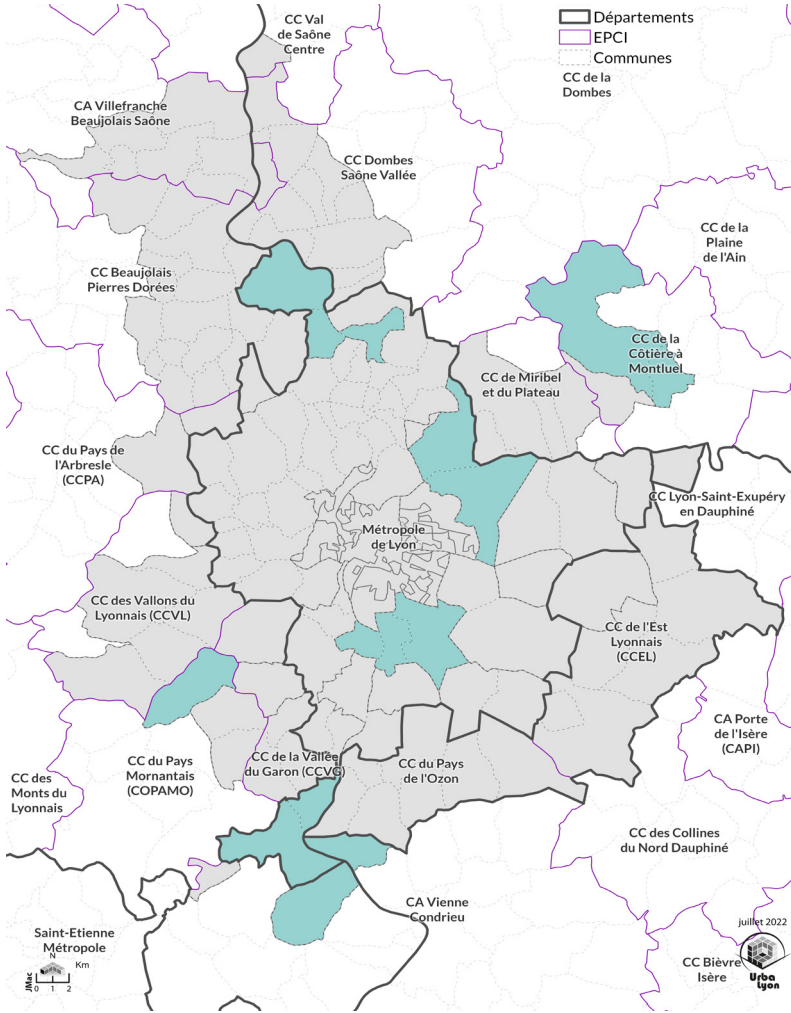 CC Val
de Saône
Centre
Départements
EPCI
Communes
CC de la
Dombes
CA Villefranche
Beaujolais Saône
CC Dombes
Saône Vallée
CC de la
Plaine
de l'Ain
CC Beaujolais
Pierres Dorées
CC de la
Côtière à
Montluel
CC de Miribel
et du Plateau
CC du Pays de
l'Arbresle
(CCPA)
CC Lyon-Saint-Exupéry
en Dauphiné
Métropole
de Lyon
CC des Vallons du
Lyonnais (CCVL)
CC de l'Est
Lyonnais
(CCEL)
CA Porte
de l'Isère
(CAPI)
CC des
Monts du
Lyonnais
CC du Pays
Mornantais
(COPAMO)
CC de la Vallée
du Garon (CCVG)
CC du Pays
de l'Ozon
CC des Collines
du Nord Dauphiné
CA Vienne
Condrieu
Saint-Etienne
Métropole
juillet 2022
CC Bièvre
Isère
Urba
Lyon
N
Km
JMac
0 1 2